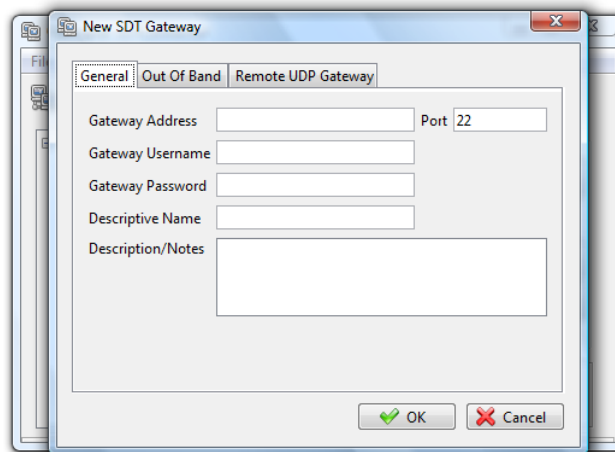 New SDT Gateway
File
General Out Of Band Remote UDP Gateway
Gateway Address Port 22
Gateway Username
Gateway Password
Descriptive Name
Description/Notes
OK Cancel